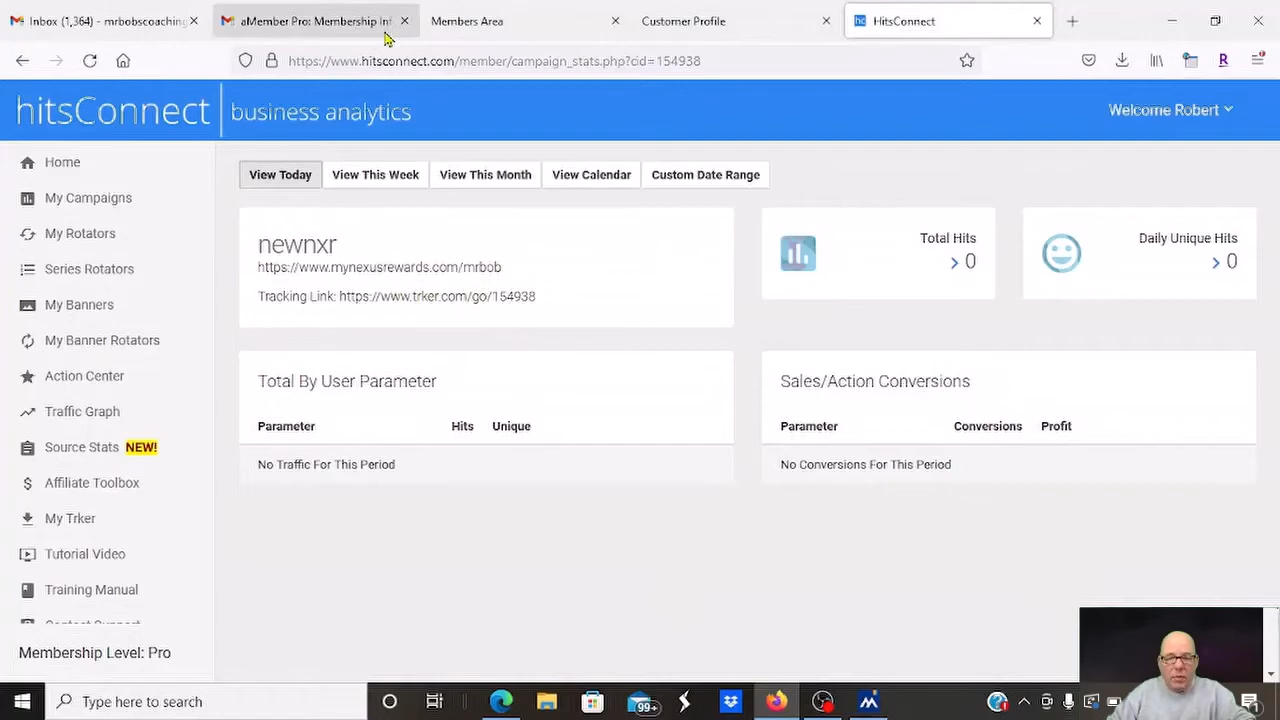 Inbox (1,364) - mrbobscoaching
aMember Pro: Membership Inf
Members Area
Customer Profile
hc
HitsConnect
https://www.hitsconnect.com/member/campaign_stats.php?cid=154938
R
hitsConnect
business analytics
Welcome Robert
Home
My Campaigns
My Rotators
Series Rotators
My Banners
My Banner Rotators
Action Center
Traffic Graph
Source Stats NEW!
Affiliate Toolbox
My Trker
Tutorial Video
Training Manual
Contact Support
Membership Level: Pro
View Today
View This Week
View This Month
View Calendar
Custom Date Range
newnxr
https://www.mynexusrewards.com/mrbob
Tracking Link: https://www.trker.com/go/154938
Total Hits
0
Daily Unique Hits
0
Total By User Parameter
Parameter Hits Unique
No Traffic For This Period
Sales/Action Conversions
Parameter Conversions Profit
No Conversions For This Period
Type here to search
99+